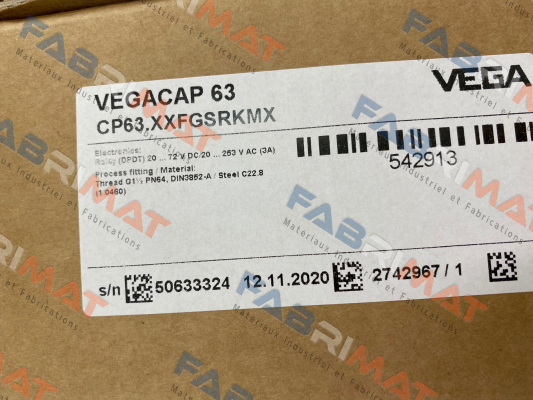 VEGACAP 63
VEGA
CP63.XXFGSRKMX
Electronics:
Relay (DPDT) 20 ... 72 V DC/20 ... 253 V AC (3A)
Process fitting / Material:
Thread G1½ PN64, DIN3852-A / Steel C22.8
(1.0460)
542913
s/n 50633324 12.11.2020 2742967 / 1
FABRIMAT
Materiaux Industriel et Fabrications